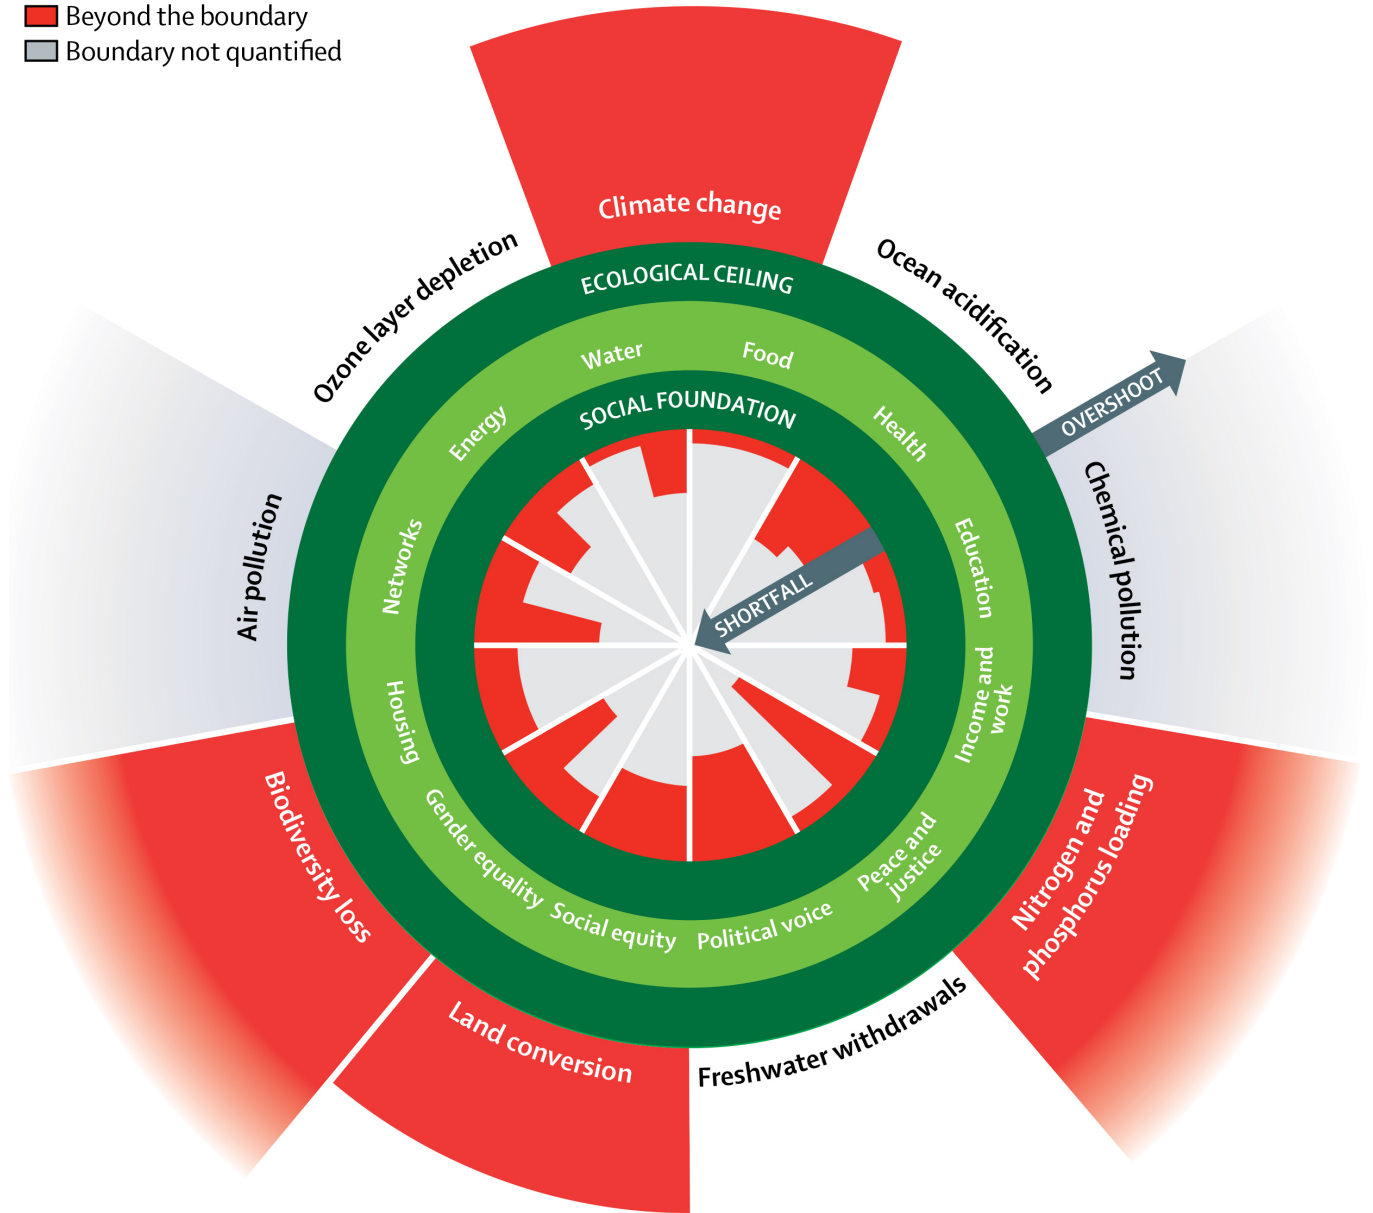 Beyond the boundary
Boundary not quantified
Climate change
ECOLOGICAL CEILING
Ozone layer depletion
Ocean acidification
Water
Food
SOCIAL FOUNDATION
Energy
Health
OVERSHOOT
Chemical pollution
Air pollution
Networks
Education
SHORTFALL
Income and
work
Housing
Biodiversity loss
Nitrogen and
phosphorus loading
Gender equality
Peace and
justice
Social equity
Political voice
Land conversion
Freshwater withdrawals